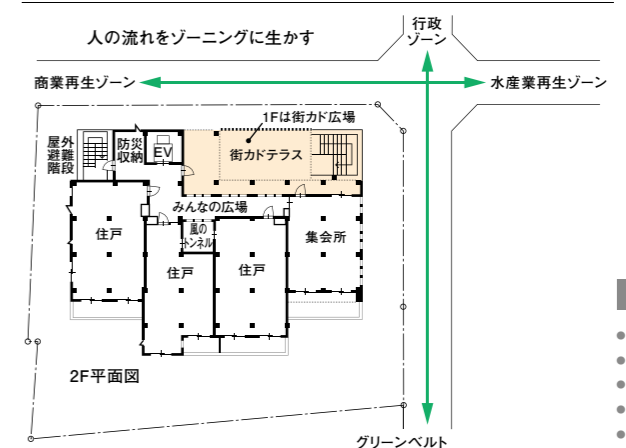 人の流れをゾーニングに生かす
行政
ゾーン
商業再生ゾーン
水産業再生ゾーン
1Fは街カド広場
屋外
避難
階段
防災
収納
EV
街カドテラス
みんなの広場
住戸
風の
トンネル
集会所
住戸
住戸
2F平面図
グリーンベルト